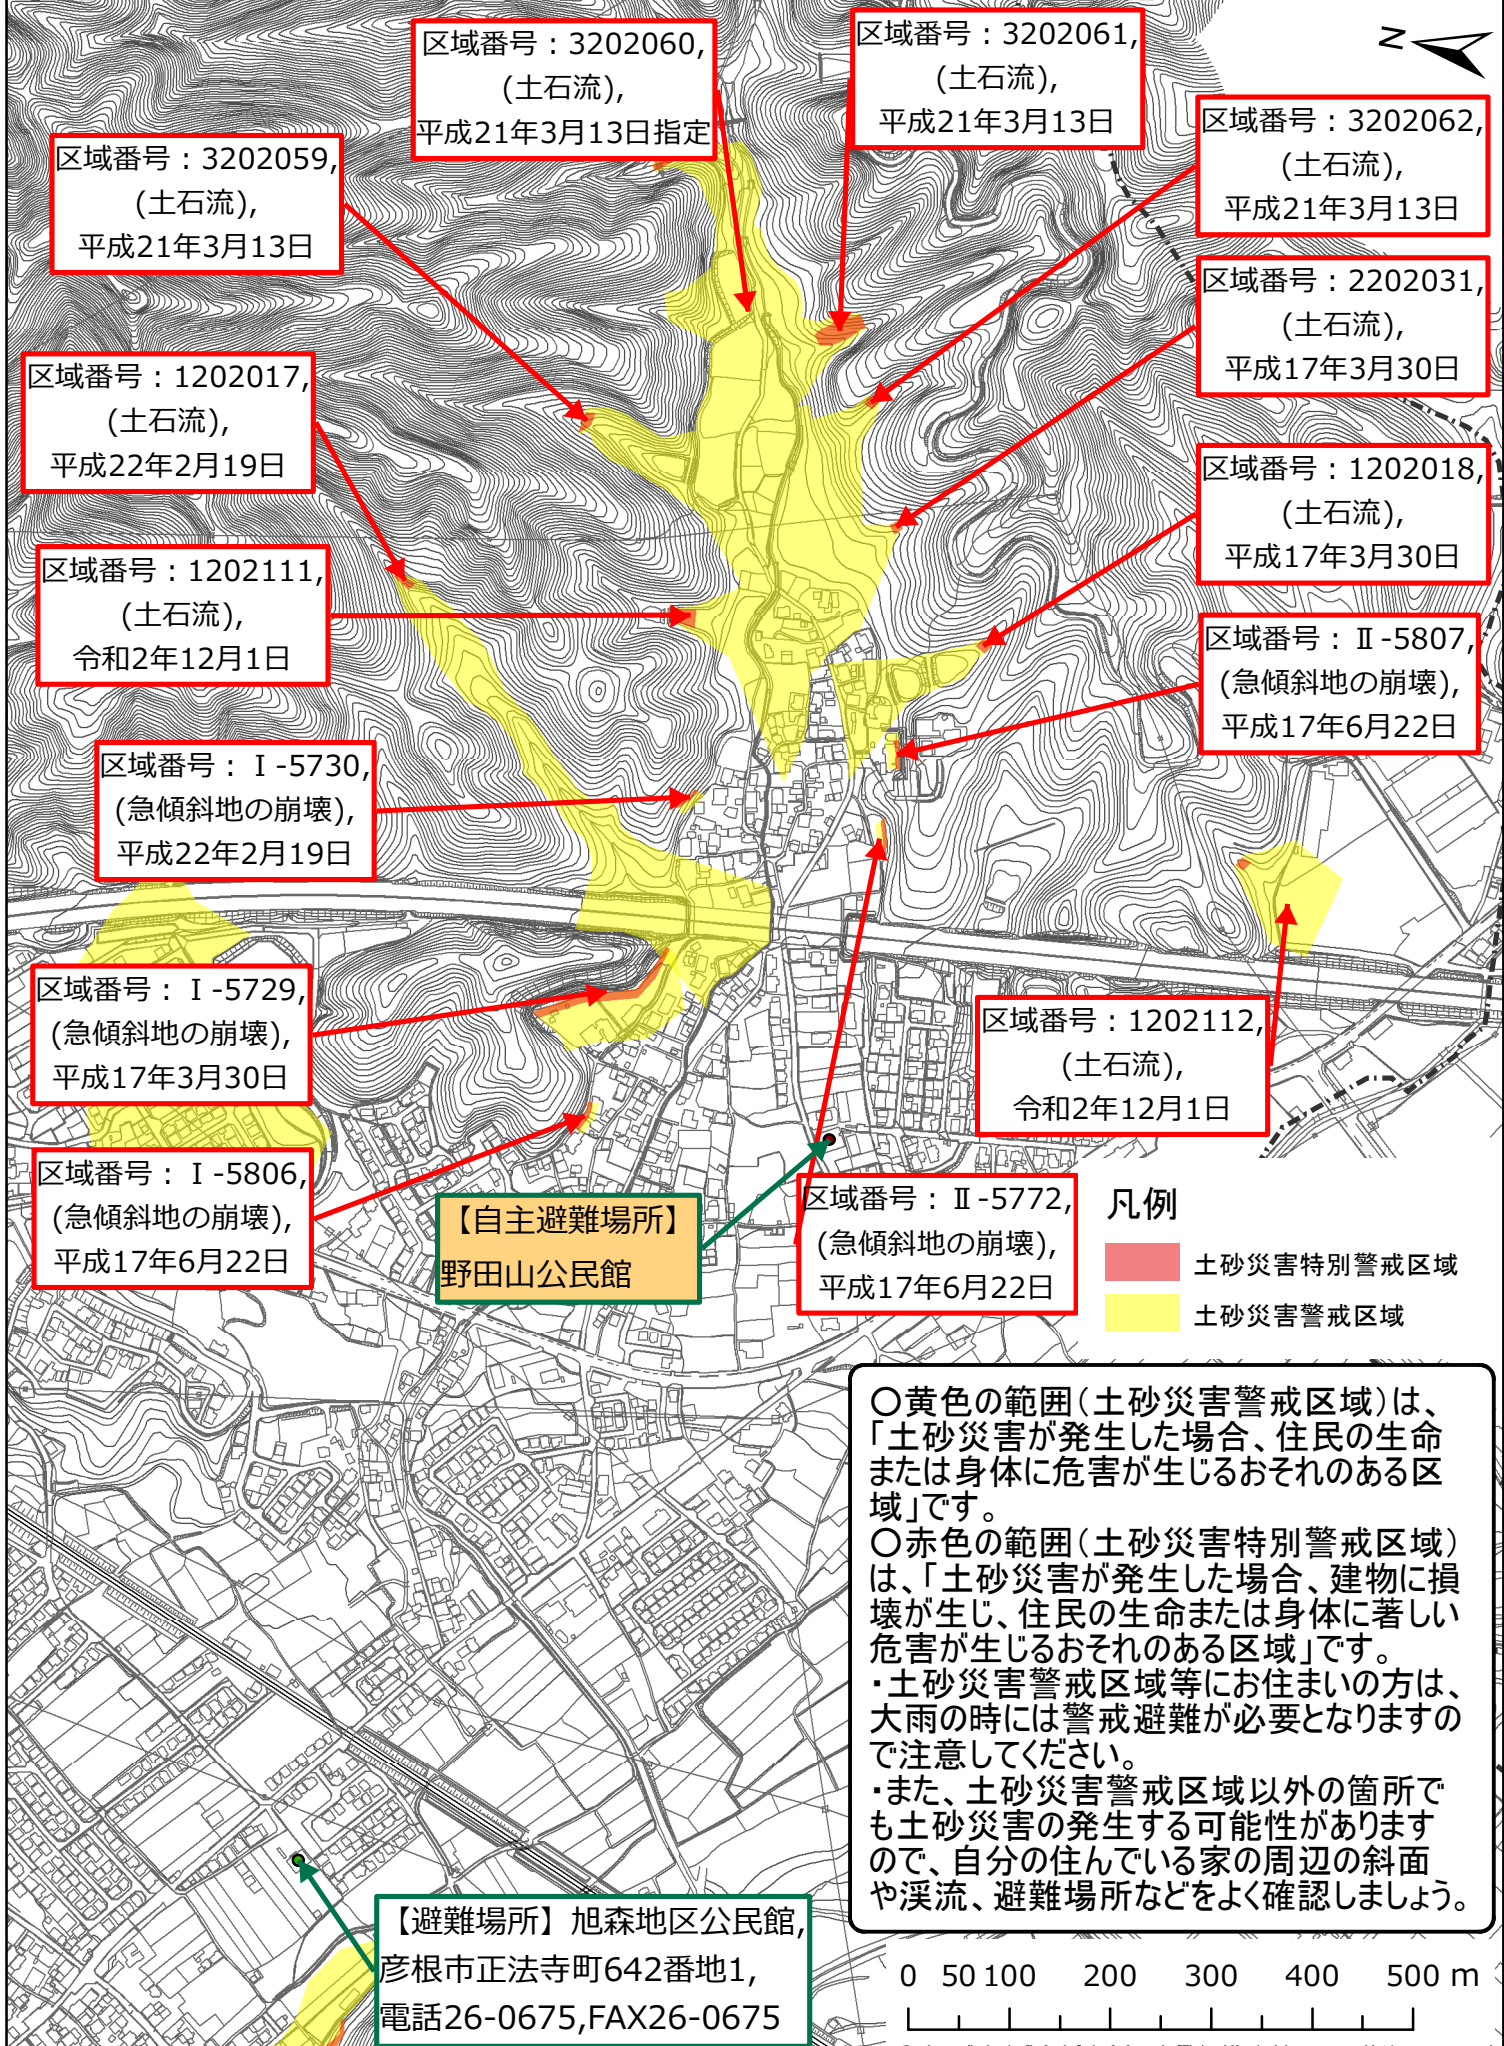 区域番号：3202060,
(土石流),
平成21年3月13日指定
区域番号：3202061,
(土石流),
平成21年3月13日
N
区域番号：3202062,
(土石流),
平成21年3月13日
区域番号：3202059,
(土石流),
平成21年3月13日
区域番号：2202031,
(土石流),
平成17年3月30日
区域番号：1202017,
(土石流),
平成22年2月19日
区域番号：1202018,
(土石流),
平成17年3月30日
区域番号：1202111,
(土石流),
令和2年12月1日
区域番号：Ⅱ-5807,
(急傾斜地の崩壊),
平成17年6月22日
区域番号：Ⅰ-5730,
(急傾斜地の崩壊),
平成22年2月19日
区域番号：Ⅰ-5729,
(急傾斜地の崩壊),
平成17年3月30日
区域番号：1202112,
(土石流),
令和2年12月1日
区域番号：Ⅰ-5806,
(急傾斜地の崩壊),
平成17年6月22日
【自主避難場所】
野田山公民館
区域番号：Ⅱ-5772,
(急傾斜地の崩壊),
平成17年6月22日
凡例
土砂災害特別警戒区域
土砂災害警戒区域
○黄色の範囲(土砂災害警戒区域)は、
「土砂災害が発生した場合、住民の生命
または身体に危害が生じるおそれのある区
域」です。
○赤色の範囲(土砂災害特別警戒区域)
は、「土砂災害が発生した場合、建物に損
壊が生じ、住民の生命または身体に著しい
危害が生じるおそれのある区域」です。
・土砂災害警戒区域等にお住まいの方は、
大雨の時には警戒避難が必要となりますの
で注意してください。
・また、土砂災害警戒区域以外の箇所で
も土砂災害の発生する可能性があります
ので、自分の住んでいる家の周辺の斜面
や渓流、避難場所などをよく確認しましょう。
【避難場所】旭森地区公民館,
彦根市正法寺町642番地1,
電話26-0675,FAX26-0675
0 50 100 200 300 400 500 m